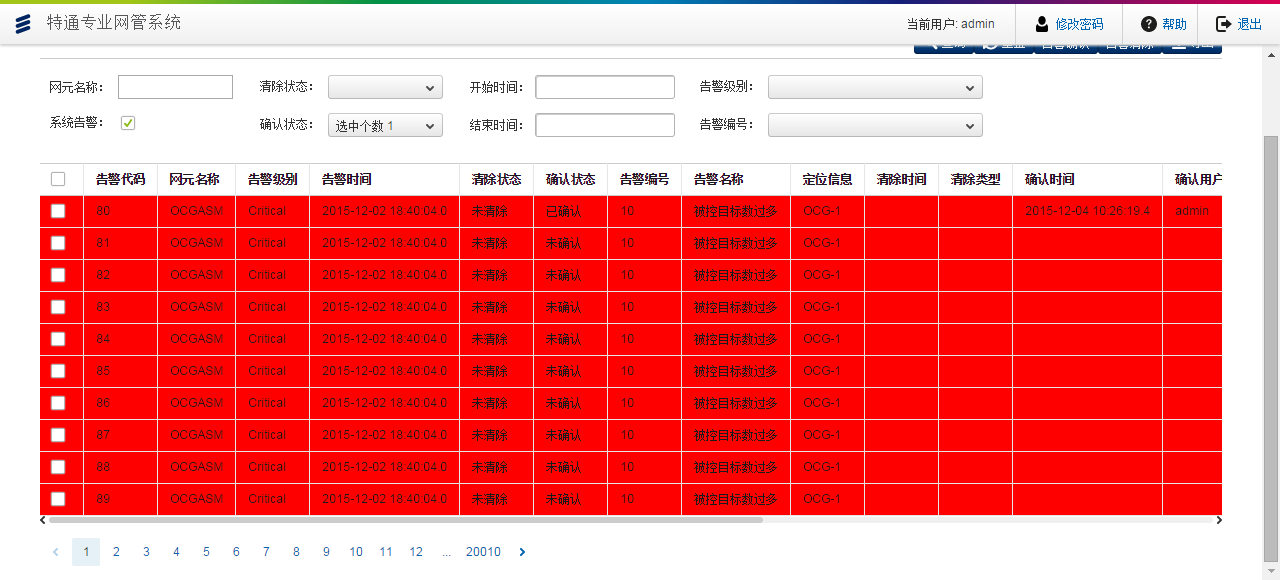 特通专业网管系统 当前用户: admin 修改密码 帮助 退出
查询 重置 告警确认 告警清除 导出
网元名称： 清除状态： 开始时间： 告警级别：
系统告警： 确认状态： 选中个数 1 结束时间： 告警编号：
告警代码 网元名称 告警级别 告警时间 清除状态 确认状态 告警编号 告警名称 定位信息 清除时间 清除类型 确认时间 确认用户
80 OCGASM Critical 2015-12-02 18:40:04.0 未清除 已确认 10 被控目标数过多 OCG-1 2015-12-04 10:26:19.4 admin
81 OCGASM Critical 2015-12-02 18:40:04.0 未清除 未确认 10 被控目标数过多 OCG-1
82 OCGASM Critical 2015-12-02 18:40:04.0 未清除 未确认 10 被控目标数过多 OCG-1
83 OCGASM Critical 2015-12-02 18:40:04.0 未清除 未确认 10 被控目标数过多 OCG-1
84 OCGASM Critical 2015-12-02 18:40:04.0 未清除 未确认 10 被控目标数过多 OCG-1
85 OCGASM Critical 2015-12-02 18:40:04.0 未清除 未确认 10 被控目标数过多 OCG-1
86 OCGASM Critical 2015-12-02 18:40:04.0 未清除 未确认 10 被控目标数过多 OCG-1
87 OCGASM Critical 2015-12-02 18:40:04.0 未清除 未确认 10 被控目标数过多 OCG-1
88 OCGASM Critical 2015-12-02 18:40:04.0 未清除 未确认 10 被控目标数过多 OCG-1
89 OCGASM Critical 2015-12-02 18:40:04.0 未清除 未确认 10 被控目标数过多 OCG-1
1 2 3 4 5 6 7 8 9 10 11 12 ... 20010